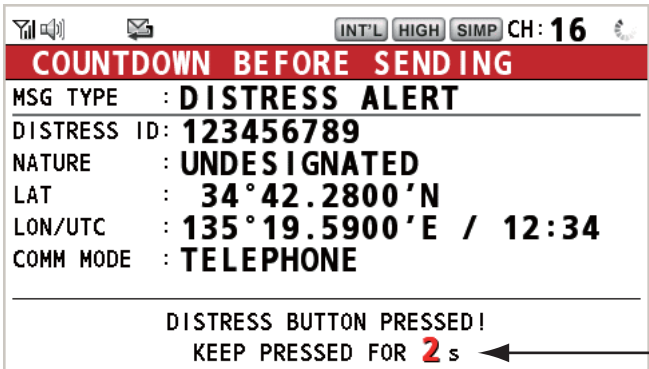 INT'L HIGH SIMP CH: 16
COUNTDOWN BEFORE SENDING
MSG TYPE : DISTRESS ALERT
DISTRESS ID: 123456789
NATURE : UNDESIGNATED
LAT : 34°42.2800'N
LON/UTC : 135°19.5900'E / 12:34
COMM MODE : TELEPHONE
DISTRESS BUTTON PRESSED!
KEEP PRESSED FOR 2 s